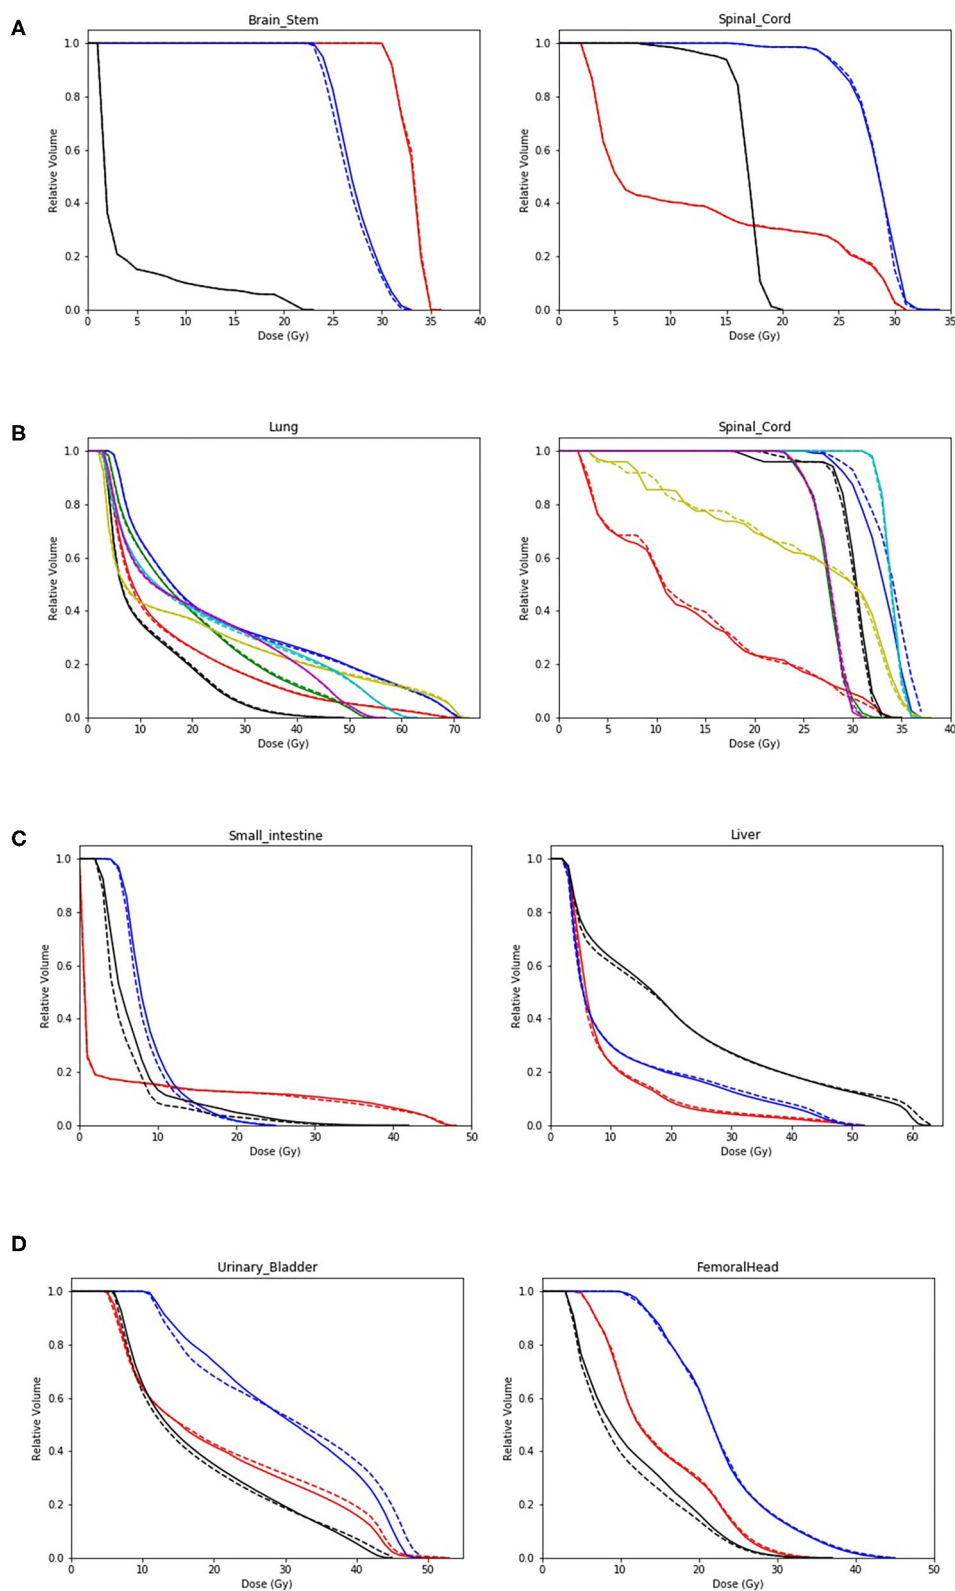 A
Brain_Stem
Spinal_Cord
Relative Volume
1.0
0.8
0.6
0.4
0.2
0.0
0 5 10 15 20 25 30 35 40
Dose (Gy)
Relative Volume
1.0
0.8
0.6
0.4
0.2
0.0
0 5 10 15 20 25 30 35
Dose (Gy)
B
Lung
Spinal_Cord
Relative Volume
1.0
0.8
0.6
0.4
0.2
0.0
0 10 20 30 40 50 60 70
Dose (Gy)
Relative Volume
1.0
0.8
0.6
0.4
0.2
0.0
0 5 10 15 20 25 30 35 40
Dose (Gy)
C
Small_intestine
Liver
Relative Volume
1.0
0.8
0.6
0.4
0.2
0.0
0 10 20 30 40 50
Dose (Gy)
Relative Volume
1.0
0.8
0.6
0.4
0.2
0.0
0 10 20 30 40 50 60
Dose (Gy)
D
Urinary_Bladder
FemoralHead
Relative Volume
1.0
0.8
0.6
0.4
0.2
0.0
0 10 20 30 40 50
Dose (Gy)
Relative Volume
1.0
0.8
0.6
0.4
0.2
0.0
0 10 20 30 40 50
Dose (Gy)